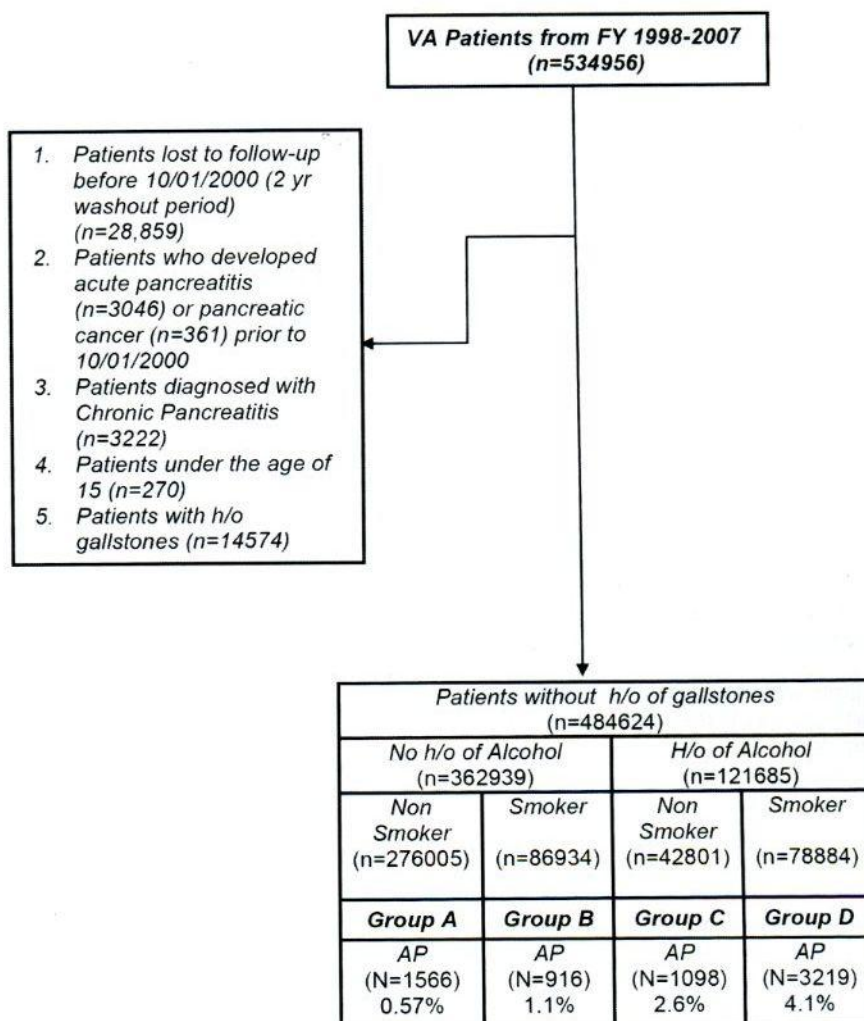 VA Patients from FY 1998-2007
(n=534956)
1. Patients lost to follow-up
before 10/01/2000 (2 yr
washout period)
(n=28,859)
2. Patients who developed
acute pancreatitis
(n=3046) or pancreatic
cancer (n=361) prior to
10/01/2000
3. Patients diagnosed with
Chronic Pancreatitis
(n=3222)
4. Patients under the age of
15 (n=270)
5. Patients with h/o
gallstones (n=14574)
Patients without h/o of gallstones
(n=484624)
No h/o of Alcohol
(n=362939)
H/o of Alcohol
(n=121685)
Non
Smoker
(n=276005)
Smoker
(n=86934)
Non
Smoker
(n=42801)
Smoker
(n=78884)
Group A
Group B
Group C
Group D
AP
(N=1566)
0.57%
AP
(N=916)
1.1%
AP
(N=1098)
2.6%
AP
(N=3219)
4.1%